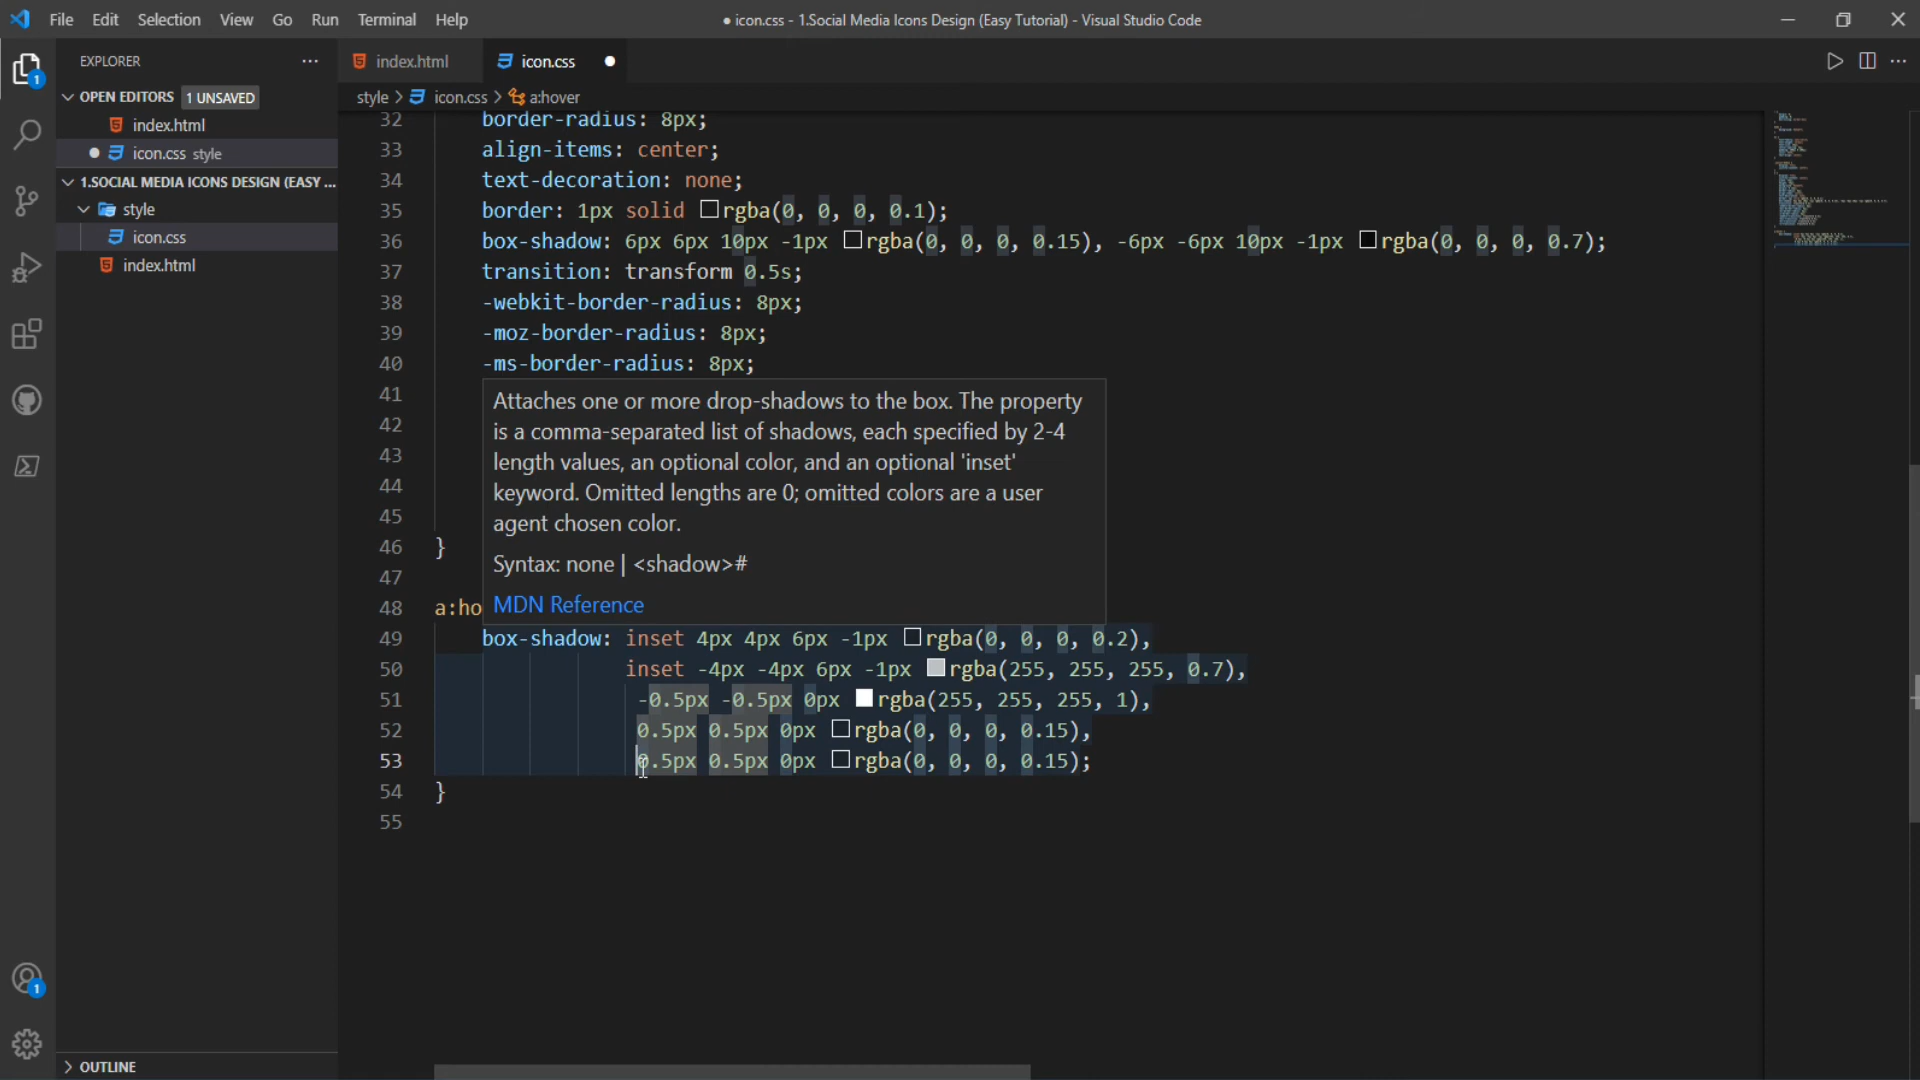 File Edit Selection View Go Run Terminal Help
● icon.css - 1.Social Media Icons Design (Easy Tutorial) - Visual Studio Code
EXPLORER
OPEN EDITORS 1 UNSAVED
index.html
icon.css style
1.SOCIAL MEDIA ICONS DESIGN (EASY ...
style
icon.css
index.html
OUTLINE
1
1
index.html icon.css
style > icon.css > a:hover
32 border-radius: 8px;
33 align-items: center;
34 text-decoration: none;
35 border: 1px solid rgba(0, 0, 0, 0.1);
36 box-shadow: 6px 6px 10px -1px rgba(0, 0, 0, 0.15), -6px -6px 10px -1px rgba(0, 0, 0, 0.7);
37 transition: transform 0.5s;
38 -webkit-border-radius: 8px;
39 -moz-border-radius: 8px;
40 -ms-border-radius: 8px;
41
42
43
44
45
46 }
47
48 a:ho
Attaches one or more drop-shadows to the box. The property
is a comma-separated list of shadows, each specified by 2-4
length values, an optional color, and an optional 'inset'
keyword. Omitted lengths are 0; omitted colors are a user
agent chosen color.
Syntax: none | <shadow>#
MDN Reference
49 box-shadow: inset 4px 4px 6px -1px rgba(0, 0, 0, 0.2),
50 inset -4px -4px 6px -1px rgba(255, 255, 255, 0.7),
51 -0.5px -0.5px 0px rgba(255, 255, 255, 1),
52 0.5px 0.5px 0px rgba(0, 0, 0, 0.15),
53 0.5px 0.5px 0px rgba(0, 0, 0, 0.15);
54 }
55